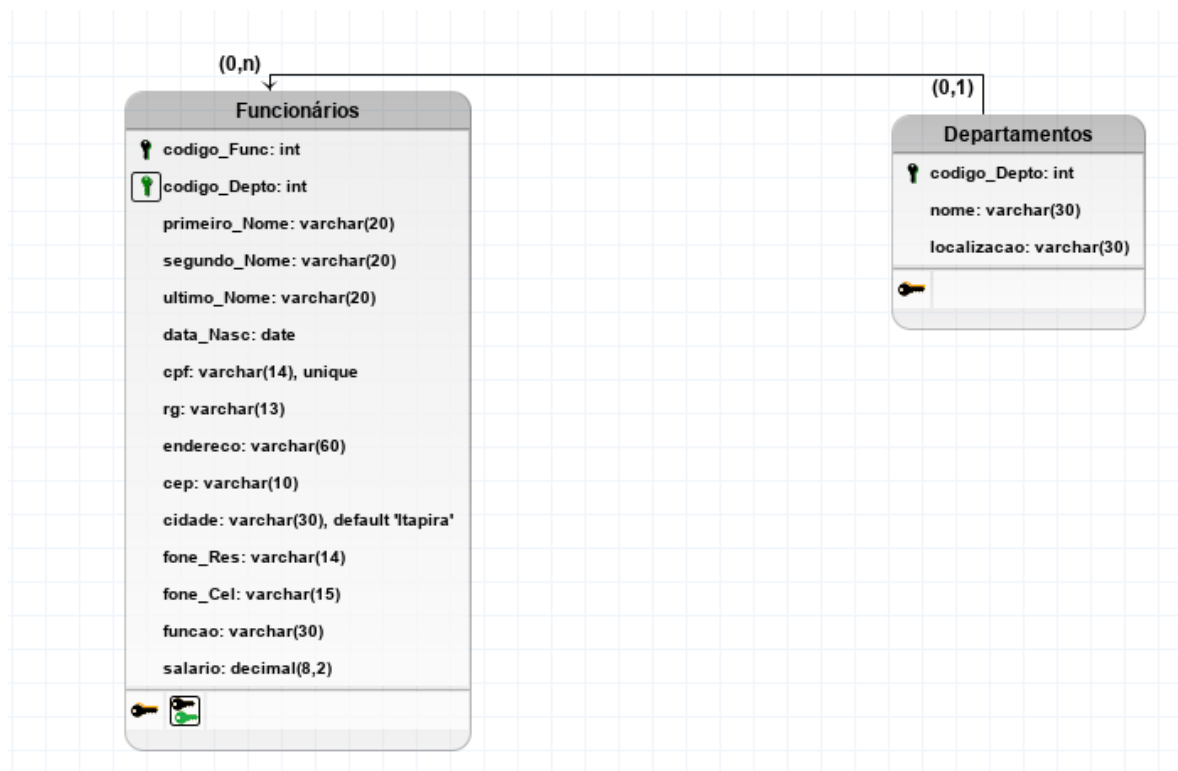 (0,n)
Funcionários
codigo_Func: int
codigo_Depto: int
primeiro_Nome: varchar(20)
segundo_Nome: varchar(20)
ultimo_Nome: varchar(20)
data_Nasc: date
cpf: varchar(14), unique
rg: varchar(13)
endereco: varchar(60)
cep: varchar(10)
cidade: varchar(30), default 'Itapira'
fone_Res: varchar(14)
fone_Cel: varchar(15)
funcao: varchar(30)
salario: decimal(8,2)
(0,1)
Departamentos
codigo_Depto: int
nome: varchar(30)
localizacao: varchar(30)